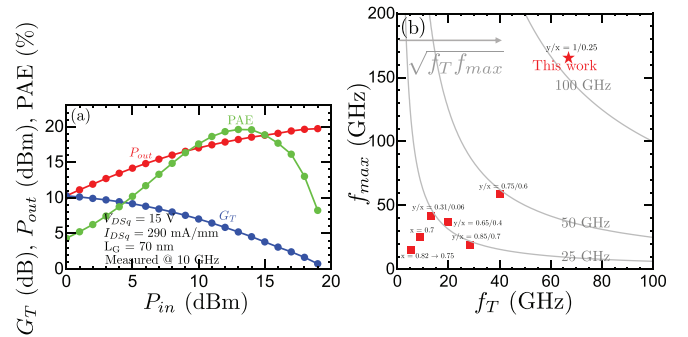 G_T (dB), P_out (dBm), PAE (%)
(a)
20
15
10
5
0
PAE
P_out
G_T
V_DSq = 15 V
I_DSq = 290 mA/mm
L_G = 70 nm
Measured @ 10 GHz
0 5 10 15 20
P_in (dBm)
f_max (GHz)
(b)
200
150
100
50
0
√f_T f_max
y/x = 1/0.25
This work
100 GHz
y/x = 0.75/0.6
y/x = 0.31/0.06
y/x = 0.65/0.4
x = 0.7
y/x = 0.85/0.7
50 GHz
x = 0.82 → 0.75
25 GHz
0 20 40 60 80 100
f_T (GHz)